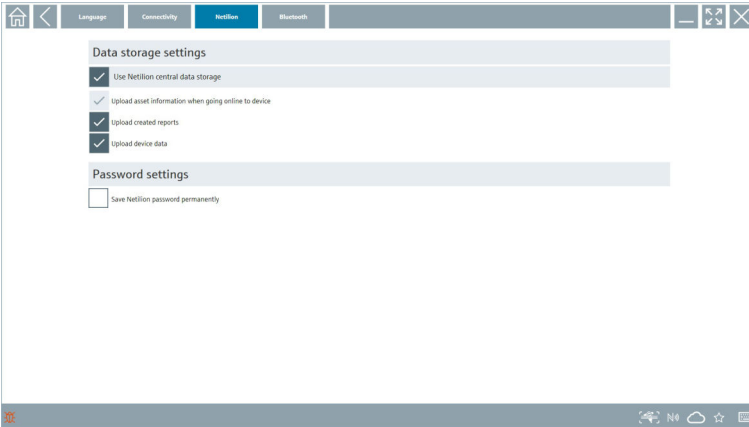 Language Connectivity Netilion Bluetooth
Data storage settings
Use Netilion central data storage
Upload asset information when going online to device
Upload created reports
Upload device data
Password settings
Save Netilion password permanently